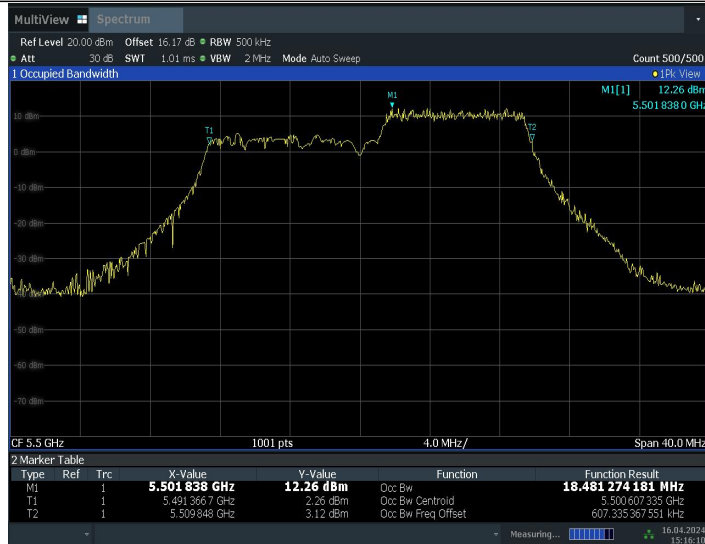 MultiView Spectrum
Ref Level 20.00 dBm Offset 16.17 dB RBW 500 kHz
Att 30 dB SWT 1.01 ms VBW 2 MHz Mode Auto Sweep Count 500/500
1 Occupied Bandwidth 1Pk View
M1[1] 12.26 dBm
5.501 838 0 GHz
M1
10 dBm
T1
T2
0 dBm
-10 dBm
-20 dBm
-30 dBm
-50 dBm
-60 dBm
-70 dBm
CF 5.5 GHz 1001 pts 4.0 MHz/ Span 40.0 MHz
2 Marker Table
Type Ref Trc X-Value Y-Value Function Function Result
M1 1 5.501 838 GHz 12.26 dBm Occ Bw 18.481 274 181 MHz
T1 1 5.491 366 7 GHz 2.26 dBm Occ Bw Centroid 5.500 607 335 GHz
T2 1 5.509 848 GHz 3.12 dBm Occ Bw Freq Offset 607.335 367 551 kHz
Measuring... 16.04.2024
15:16:10